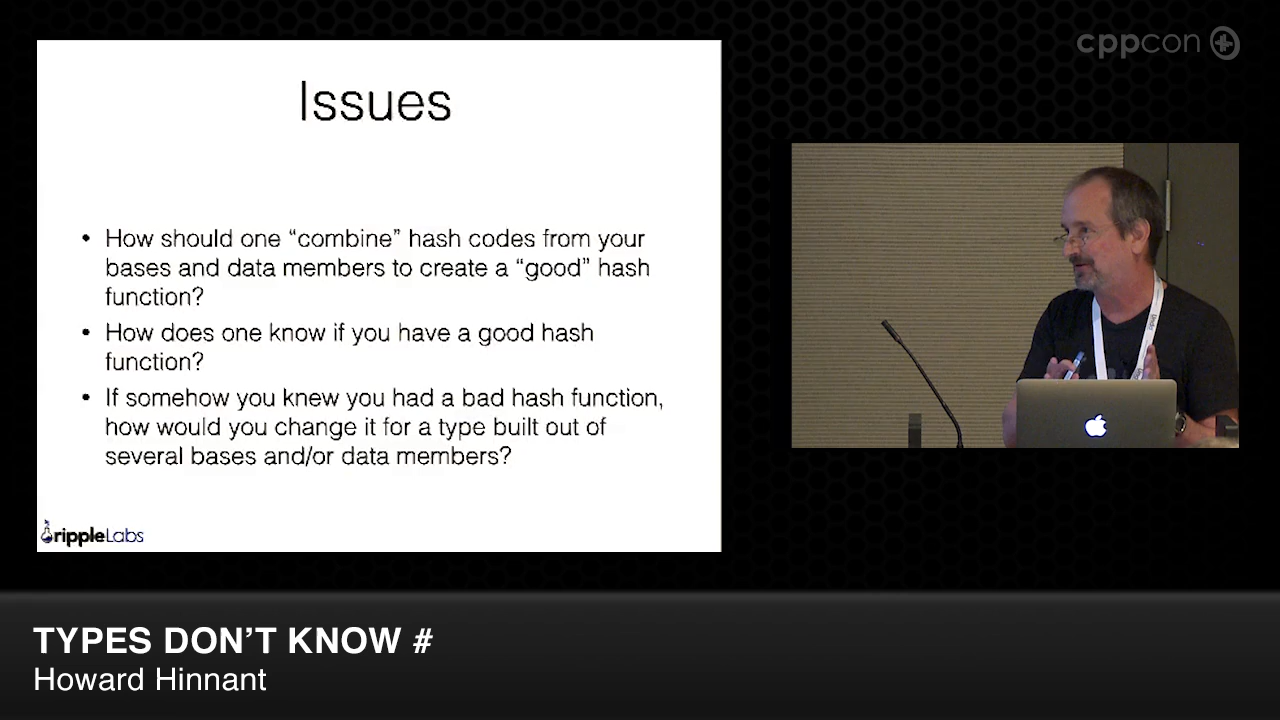 cppcon
Issues
• How should one “combine” hash codes from your
bases and data members to create a “good” hash
function?
• How does one know if you have a good hash
function?
• If somehow you knew you had a bad hash function,
how would you change it for a type built out of
several bases and/or data members?
rippleLabs
TYPES DON’T KNOW #
Howard Hinnant